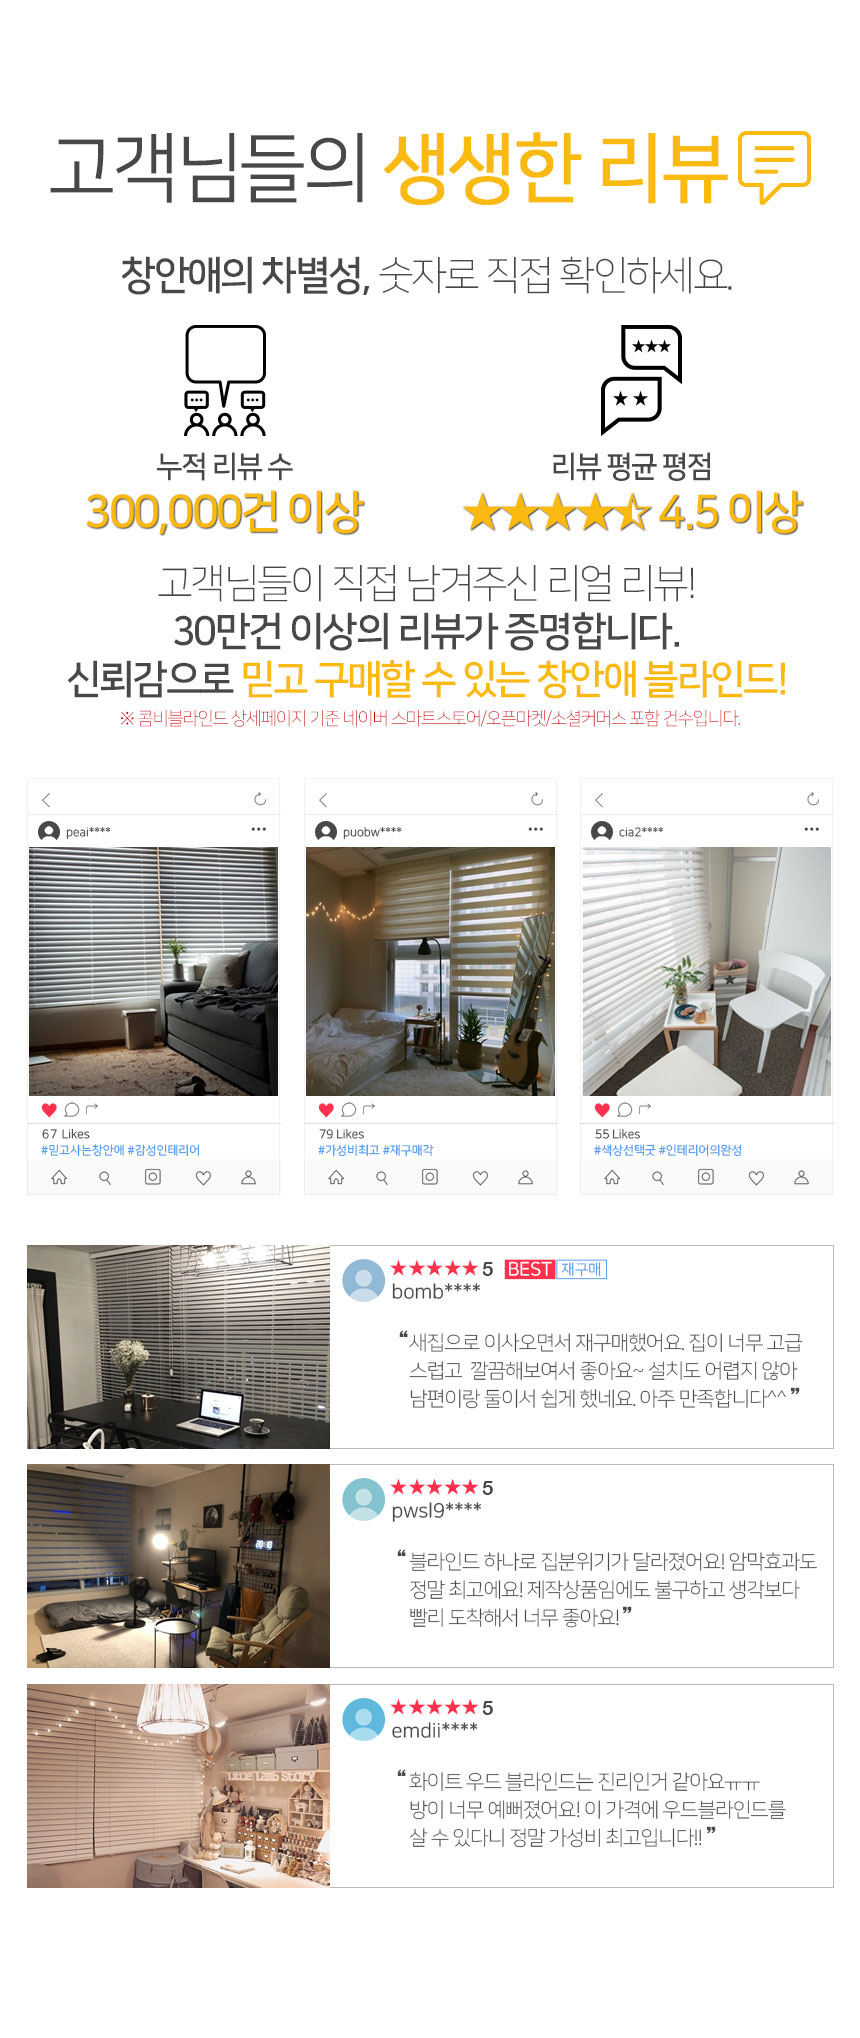 고객님들의 생생한 리뷰
창안애의 차별성, 숫자로 직접 확인하세요.
누적 리뷰 수
300,000건 이상
리뷰 평균 평점
★★★★⯪ 4.5 이상
고객님들이 직접 남겨주신 리얼 리뷰!
30만건 이상의 리뷰가 증명합니다.
신뢰감으로 믿고 구매할 수 있는 창안애 블라인드!
※ 콤비블라인드 상세페이지 기준 네이버 스마트스토어/오픈마켓/소셜커머스 포함 건수입니다.
peai****
67 Likes
#믿고사는창안애 #감성인테리어
puobw****
79 Likes
#가성비최고 #재구매각
cia2****
55 Likes
#색상선택굿 #인테리어의완성
★★★★★ 5 BEST 재구매
bomb****
❝ 새집으로 이사오면서 재구매했어요. 집이 너무 고급
스럽고 깔끔해보여서 좋아요~ 설치도 어렵지 않아
남편이랑 둘이서 쉽게 했네요. 아주 만족합니다^^ ❞
★★★★★ 5
pwsl9****
❝ 블라인드 하나로 집분위기가 달라졌어요! 암막효과도
정말 최고에요! 제작상품임에도 불구하고 생각보다
빨리 도착해서 너무 좋아요! ❞
20:10
★★★★★ 5
emdii****
❝ 화이트 우드 블라인드는 진리인거 같아요ㅠㅠ
방이 너무 예뻐졌어요! 이 가격에 우드블라인드를
살 수 있다니 정말 가성비 최고입니다!! ❞
Little Lamb Story